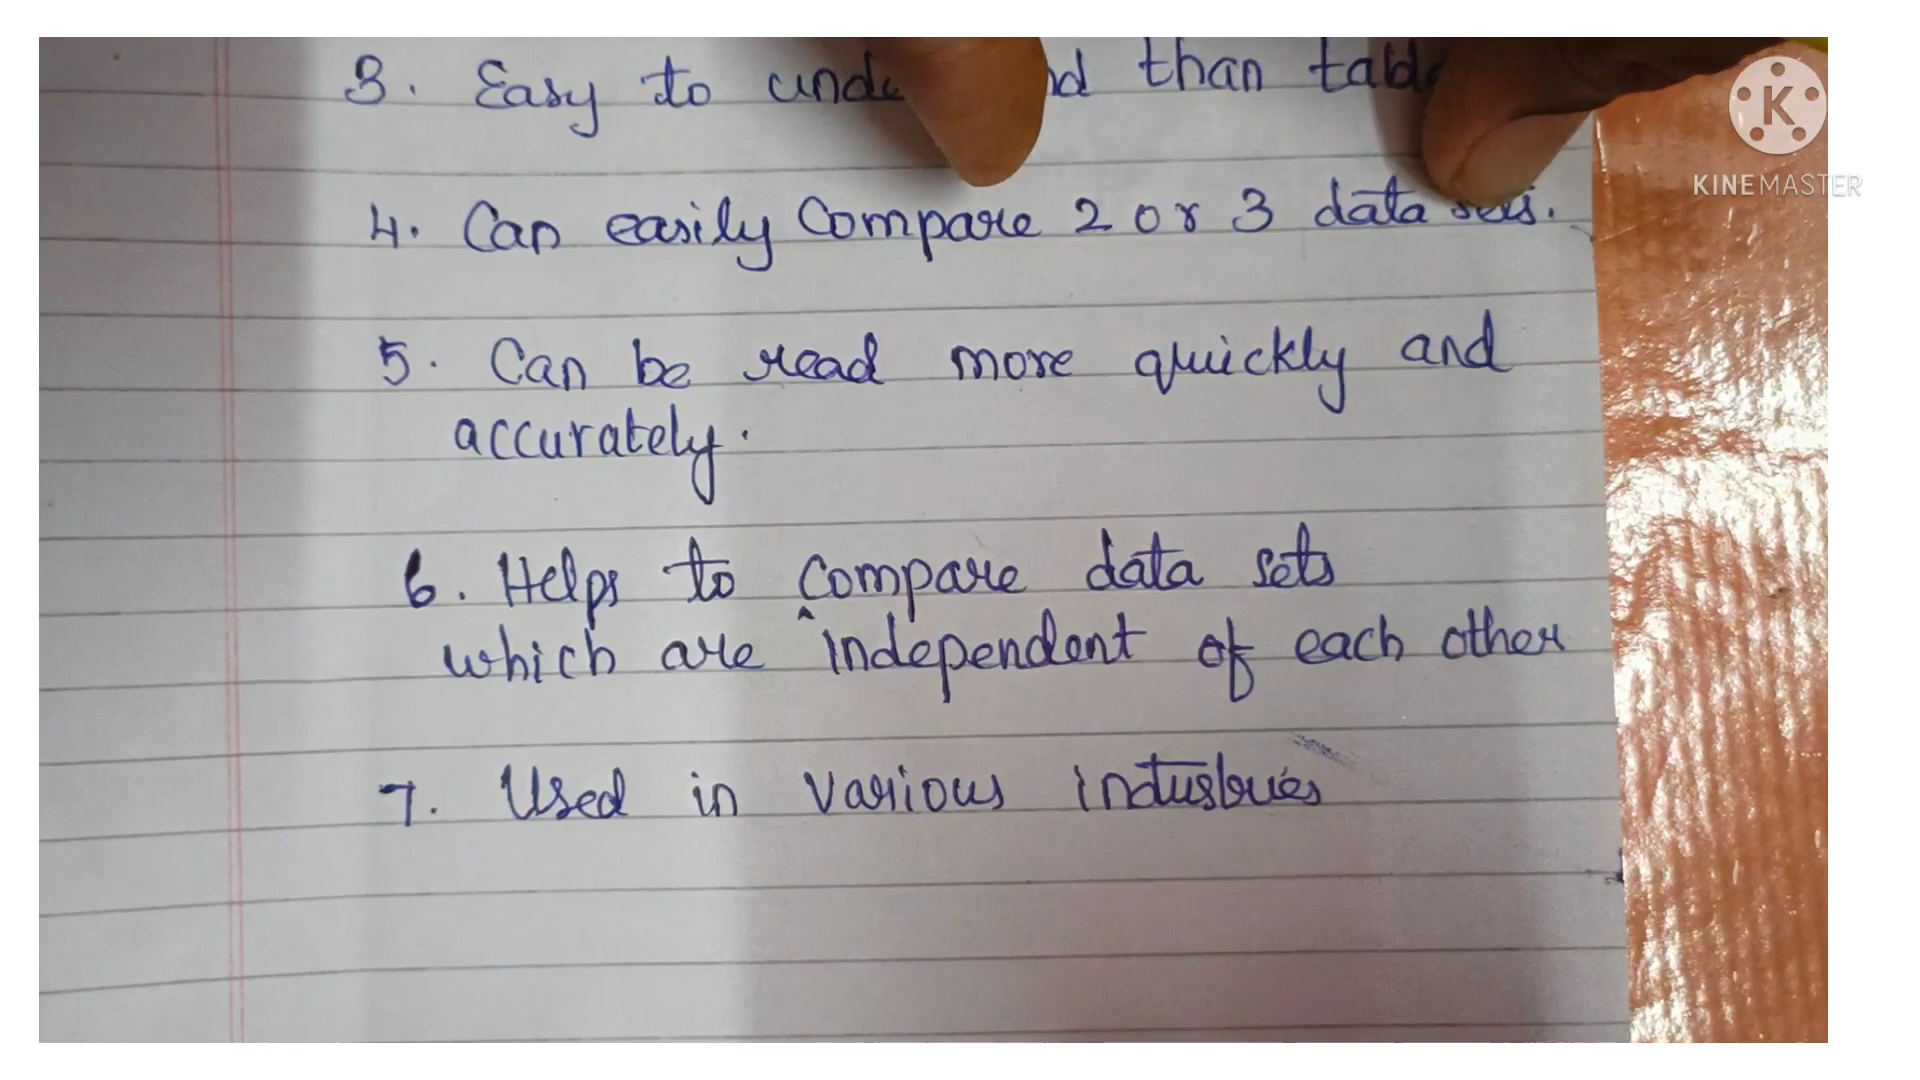 3. Easy to than
4. Can easily Compare 2 or 3 data sets.
5. Can be read more quickly and
accurately.
6. Helps to compare data sets
which are ^ independent of each other
7. Used in various industries
K
KINEMASTER